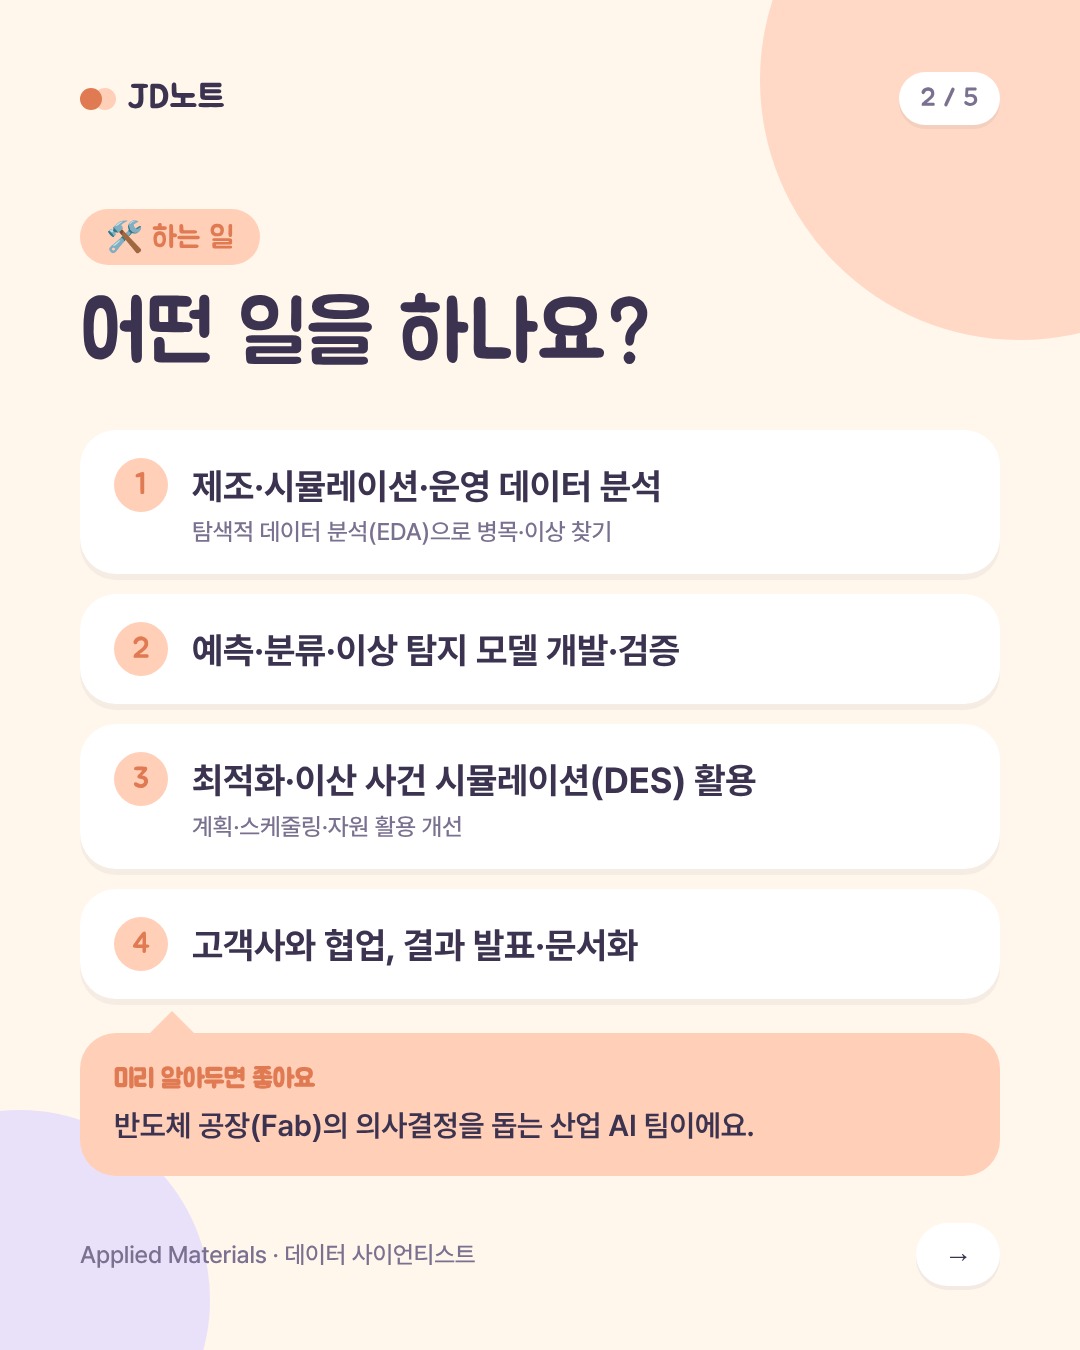 JD노트
2 / 5
🛠️ 하는 일
어떤 일을 하나요?
1
제조·시뮬레이션·운영 데이터 분석
탐색적 데이터 분석(EDA)으로 병목·이상 찾기
2
예측·분류·이상 탐지 모델 개발·검증
3
최적화·이산 사건 시뮬레이션(DES) 활용
계획·스케줄링·자원 활용 개선
4
고객사와 협업, 결과 발표·문서화
미리 알아두면 좋아요
반도체 공장(Fab)의 의사결정을 돕는 산업 AI 팀이에요.
Applied Materials · 데이터 사이언티스트
→